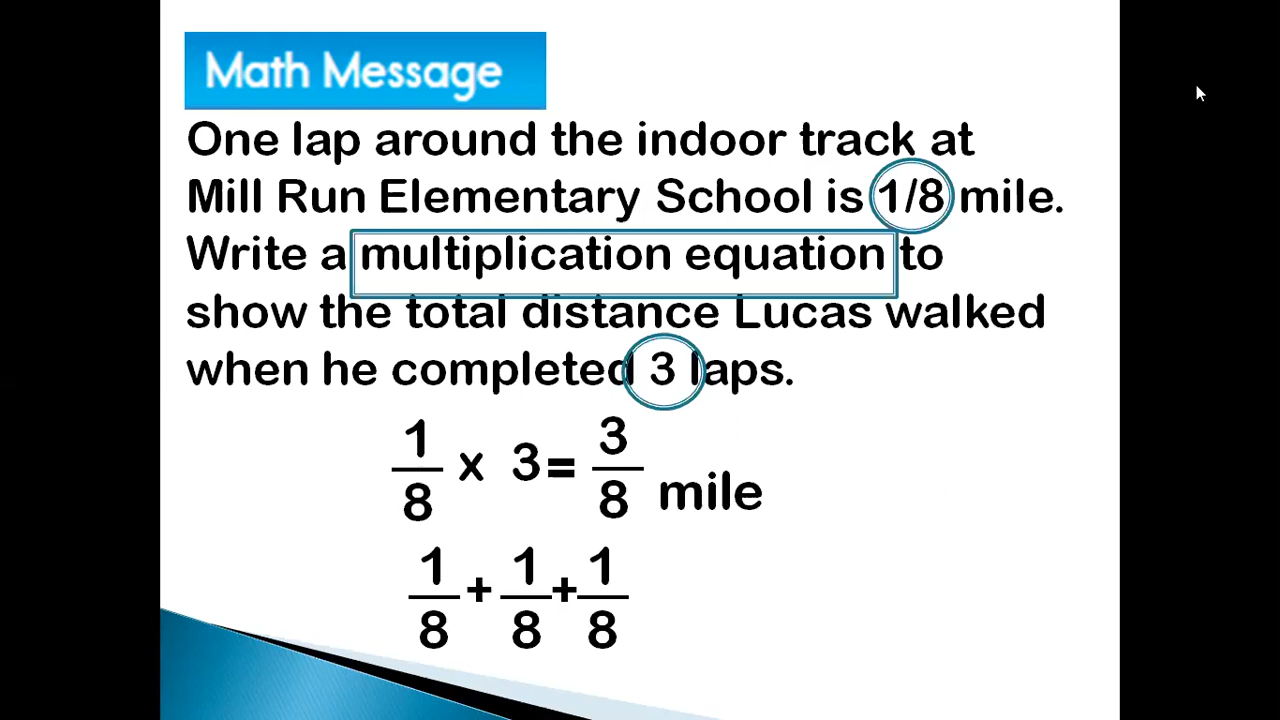 Math Message
One lap around the indoor track at
Mill Run Elementary School is 1/8 mile.
Write a multiplication equation to
show the total distance Lucas walked
when he completed 3 laps.
1/8 x 3 = 3/8 mile
1/8 + 1/8 + 1/8